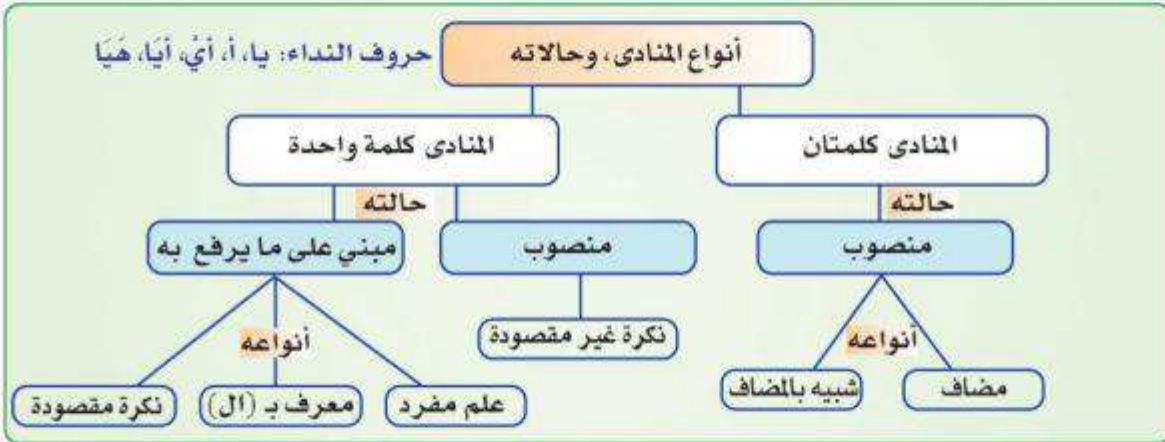 أنواع المنادى، وحالاته
حروف النداء: يا، أ، أيْ، أيَا، هَيَا
المنادى كلمتان
المنادى كلمة واحدة
حالته
حالته
منصوب
منصوب
مبني على ما يرفع به
نكرة غير مقصودة
أنواعه
أنواعه
مضاف
شبيه بالمضاف
علم مفرد
معرف بـ (ال)
نكرة مقصودة